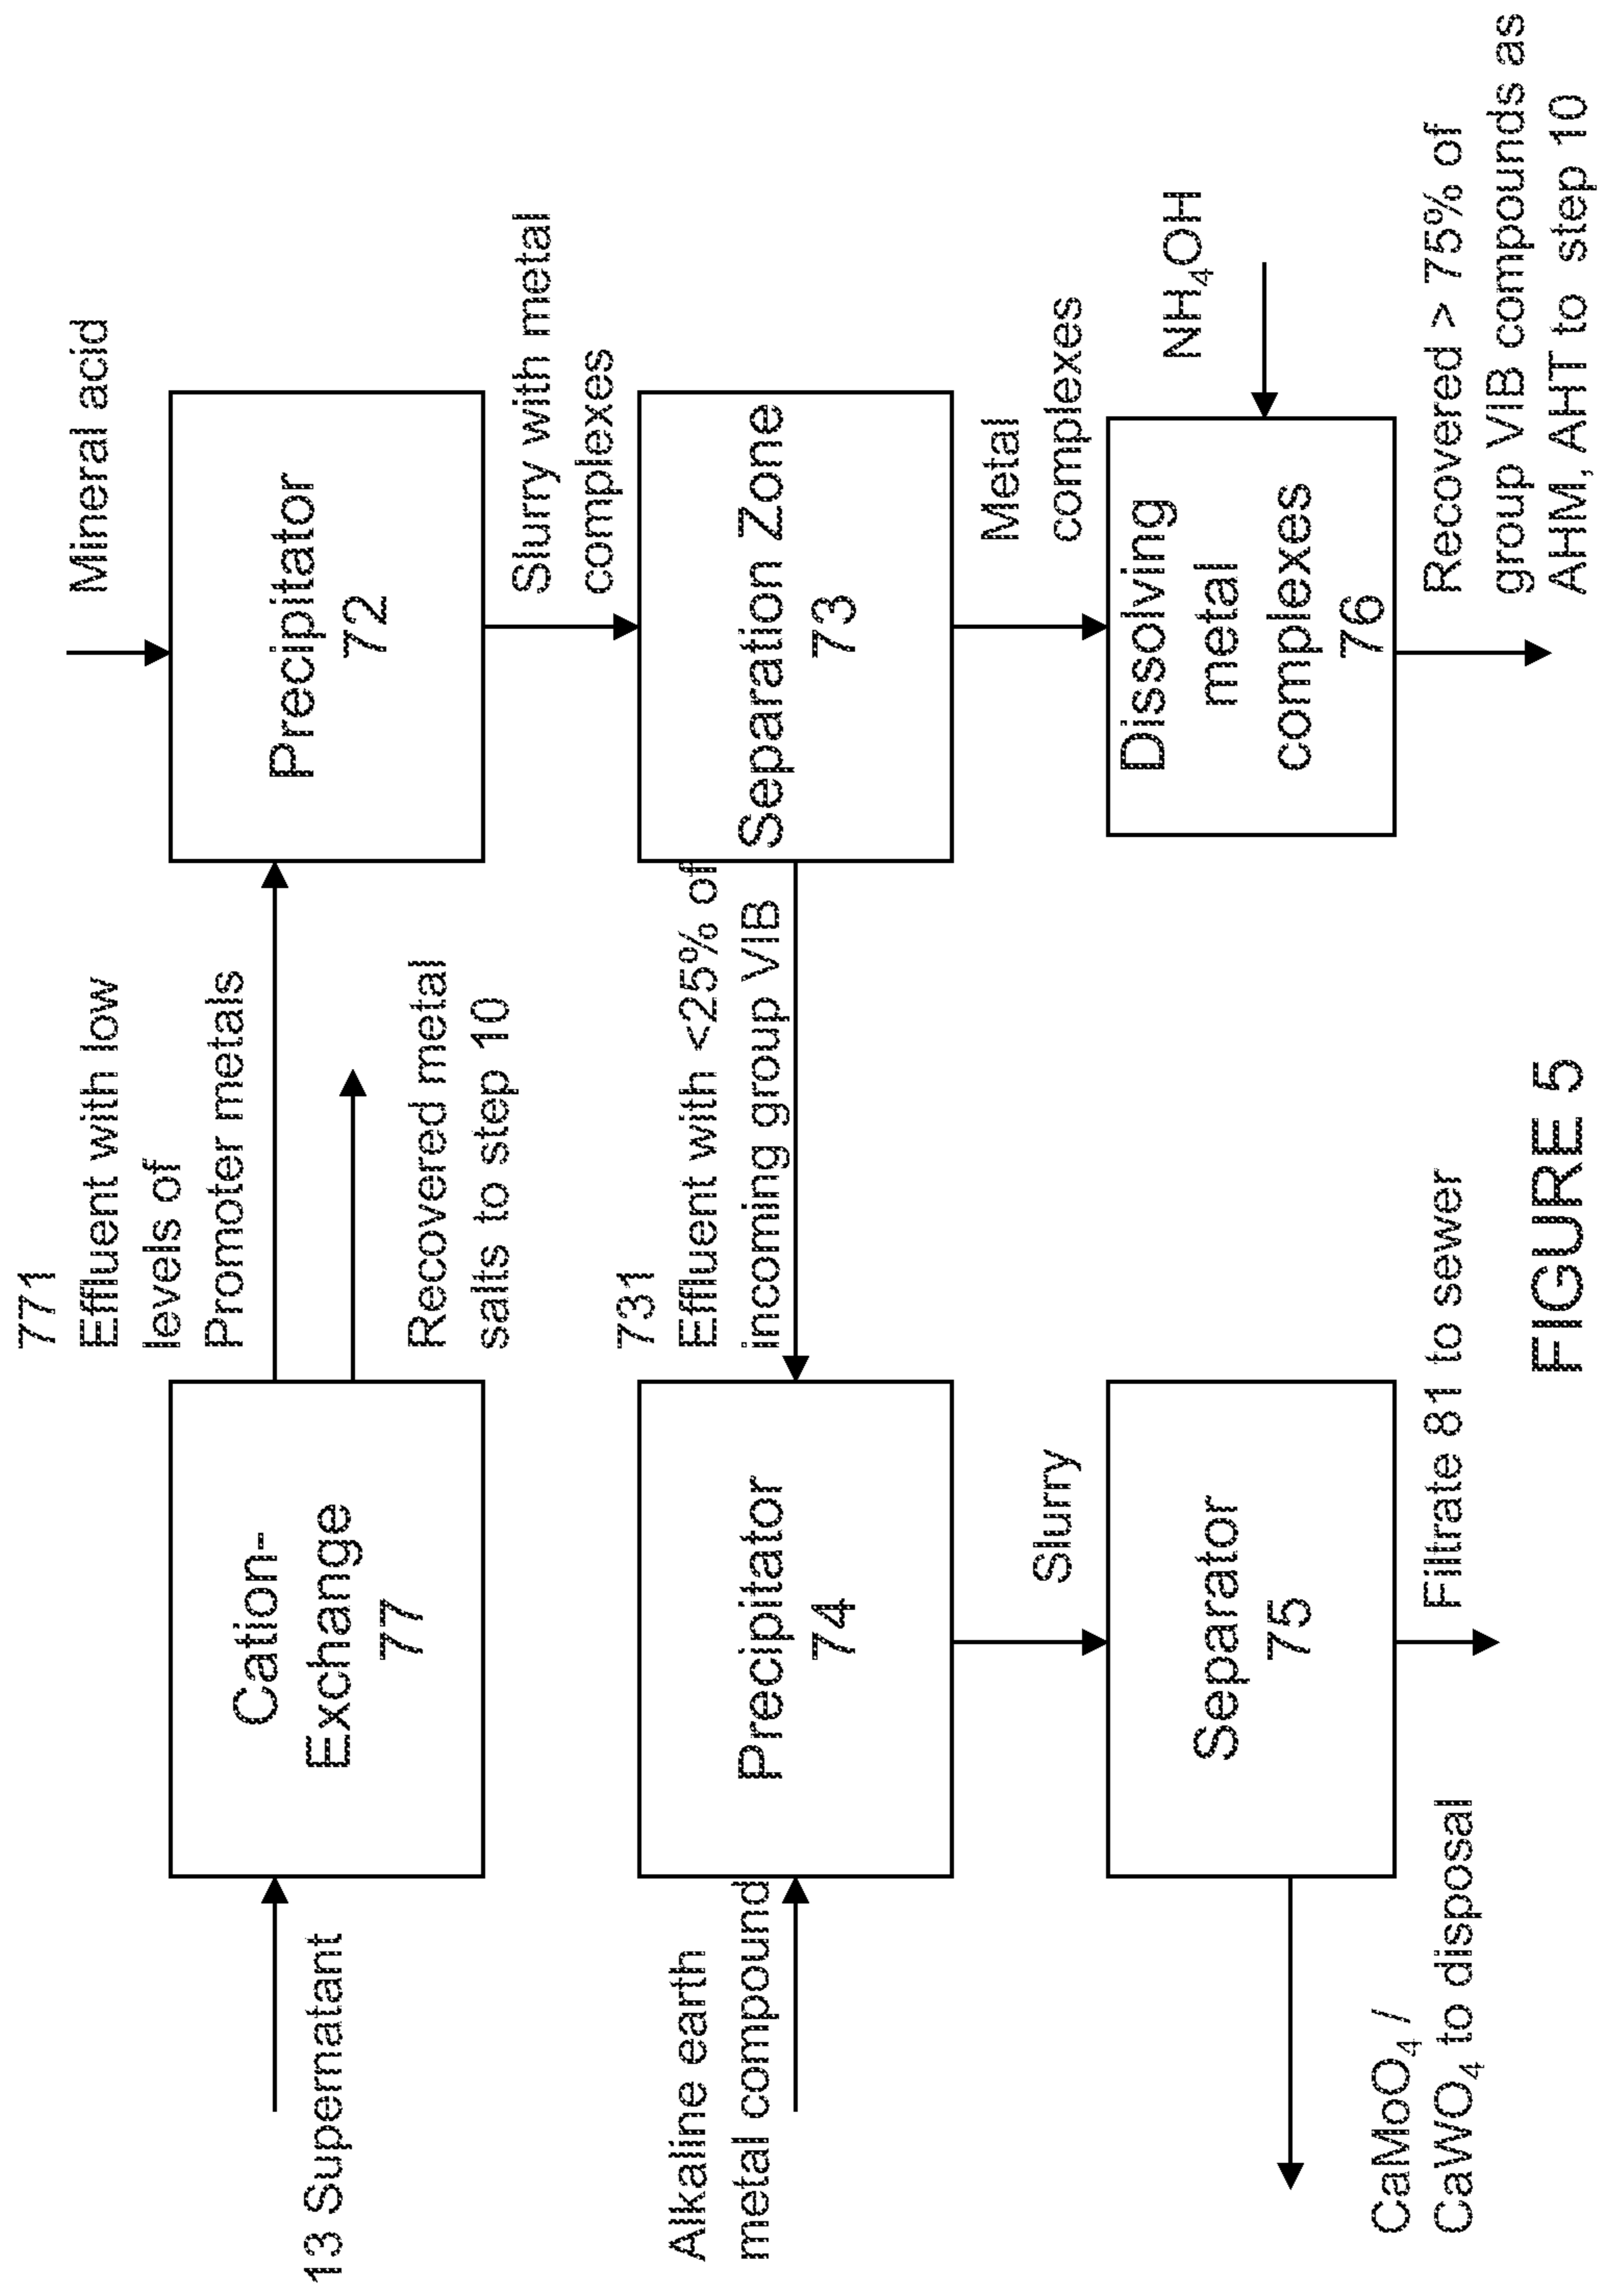 771
Effluent with low
levels of
Promoter metals
Mineral acid
13 Supernatant
Cation-
Exchange
77
Recovered metal
salts to step 10
Precipitator
72
Slurry with metal
complexes
731
Effluent with <25% of
incoming group VIB
Alkaline earth
metal compound
Precipitator
74
Separation Zone
73
Slurry
Metal
complexes
NH4OH
Separator
75
Dissolving
metal
complexes
76
CaMoO4 /
CaWO4 to disposal
Filtrate 81 to sewer
Recovered > 75% of
group VIB compounds as
AHM, AHT to step 10
FIGURE 5